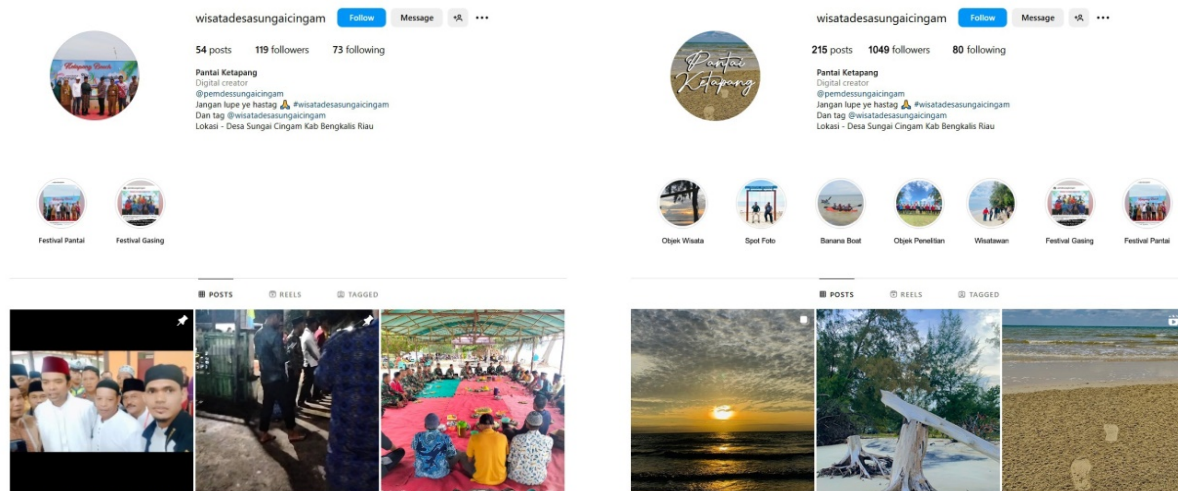 wisatadesasungaicingam Follow Message
54 posts 119 followers 73 following
Pantai Ketapang
Digital creator
@pemdessungaicingam
Jangan lupe ye hastag 🙏 #wisatadesasungaicingam
Dan tag @wisatadesasungaicingam
Lokasi - Desa Sungai Cingam Kab Bengkalis Riau
Festival Pantai Festival Gasing
POSTS REELS TAGGED
Pantai
Ketapang
wisatadesasungaicingam Follow Message
215 posts 1049 followers 80 following
Pantai Ketapang
Digital creator
@pemdessungaicingam
Jangan lupe ye hastag 🙏 #wisatadesasungaicingam
Dan tag @wisatadesasungaicingam
Lokasi - Desa Sungai Cingam Kab Bengkalis Riau
Objek Wisata Spot Foto Banana Boat Objek Penelitian Wisatawan Festival Gasing Festival Pantai
POSTS REELS TAGGED